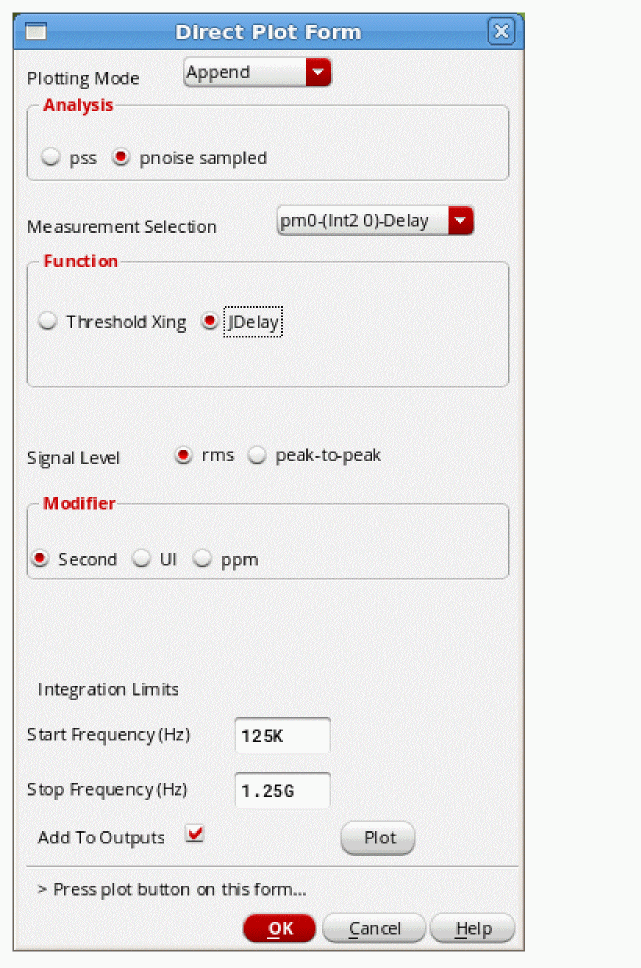 Direct Plot Form
Plotting Mode Append
Analysis
pss pnoise sampled
Measurement Selection pm0-(Int2 0)-Delay
Function
Threshold Xing JDelay
Signal Level rms peak-to-peak
Modifier
Second UI ppm
Integration Limits
Start Frequency (Hz) 125K
Stop Frequency (Hz) 1.25G
Add To Outputs Plot
> Press plot button on this form...
OK Cancel Help